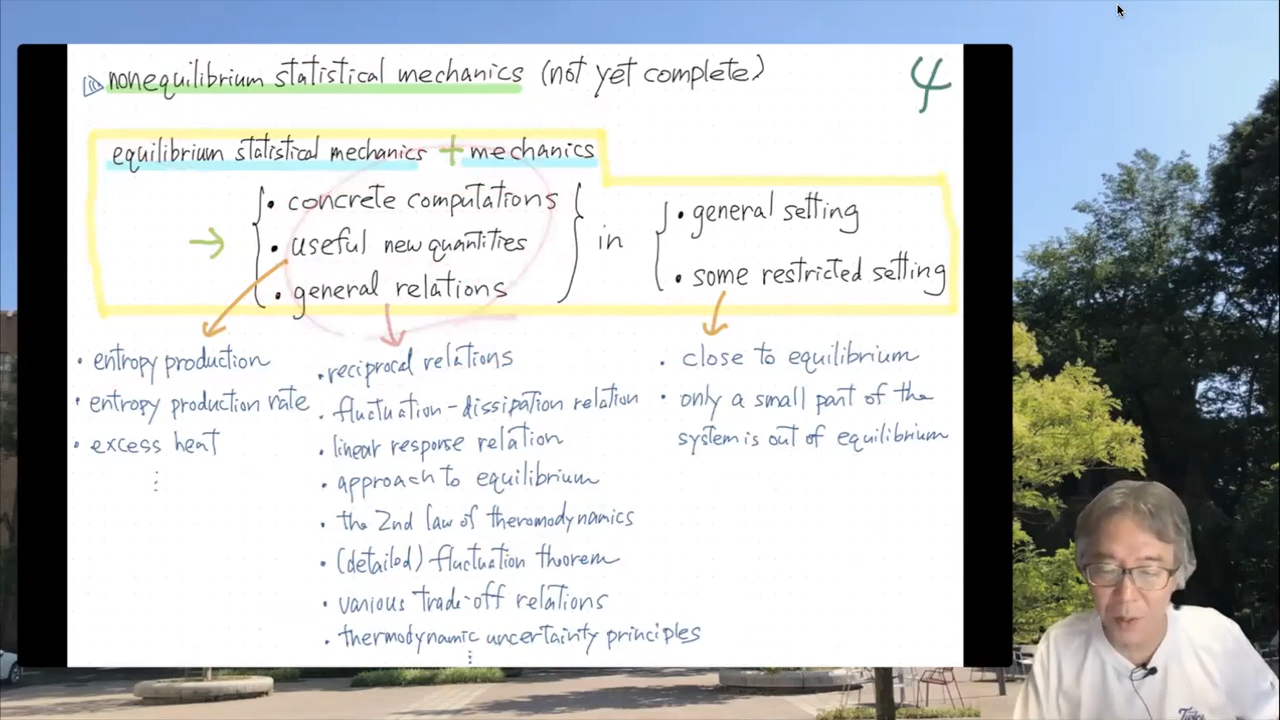 nonequilibrium statistical mechanics (not yet complete)
4
equilibrium statistical mechanics + mechanics
→ { • concrete computations
• useful new quantities
• general relations } in { • general setting
• some restricted setting
• entropy production
• entropy production rate
• excess heat
⋮
• reciprocal relations
• fluctuation-dissipation relation
• linear response relation
• approach to equilibrium
• the 2nd law of theromodynamics
• (detailed) fluctuation theorem
• various trade-off relations
• thermodynamic uncertainty principles
⋮
• close to equilibrium
• only a small part of the
system is out of equilibrium